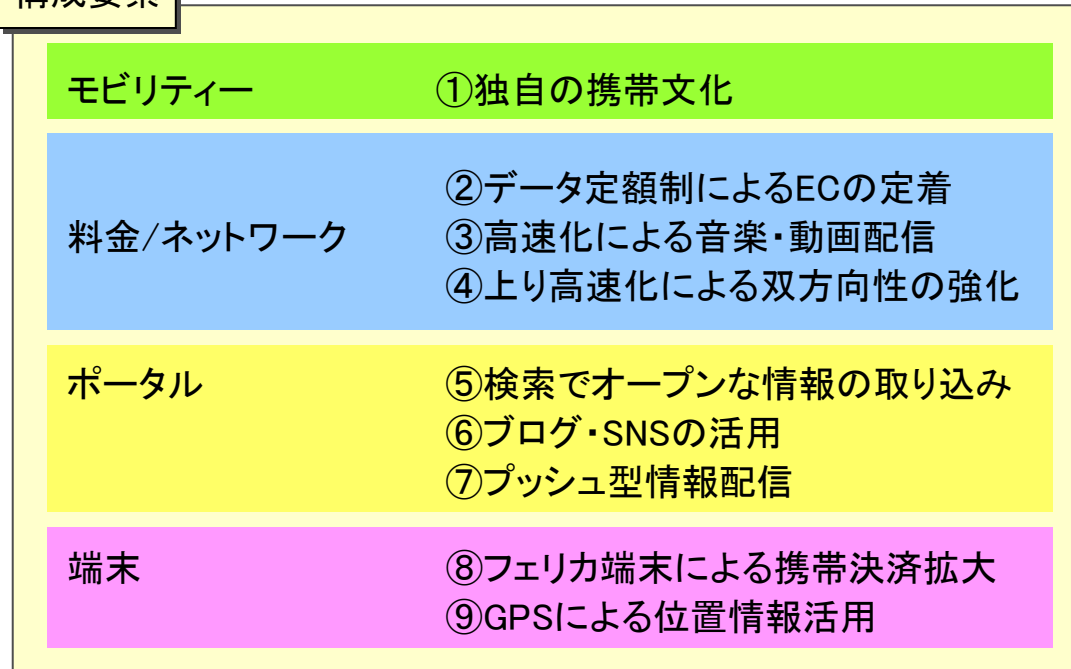 構成要素
モビリティー ①独自の携帯文化
②データ定額制によるECの定着
料金/ネットワーク ③高速化による音楽・動画配信
④上り高速化による双方向性の強化
ポータル ⑤検索でオープンな情報の取り込み
⑥ブログ・SNSの活用
⑦プッシュ型情報配信
端末 ⑧フェリカ端末による携帯決済拡大
⑨GPSによる位置情報活用